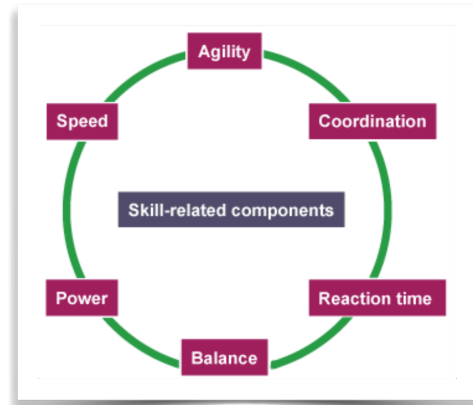 Agility
Speed
Coordination
Skill-related components
Power
Reaction time
Balance